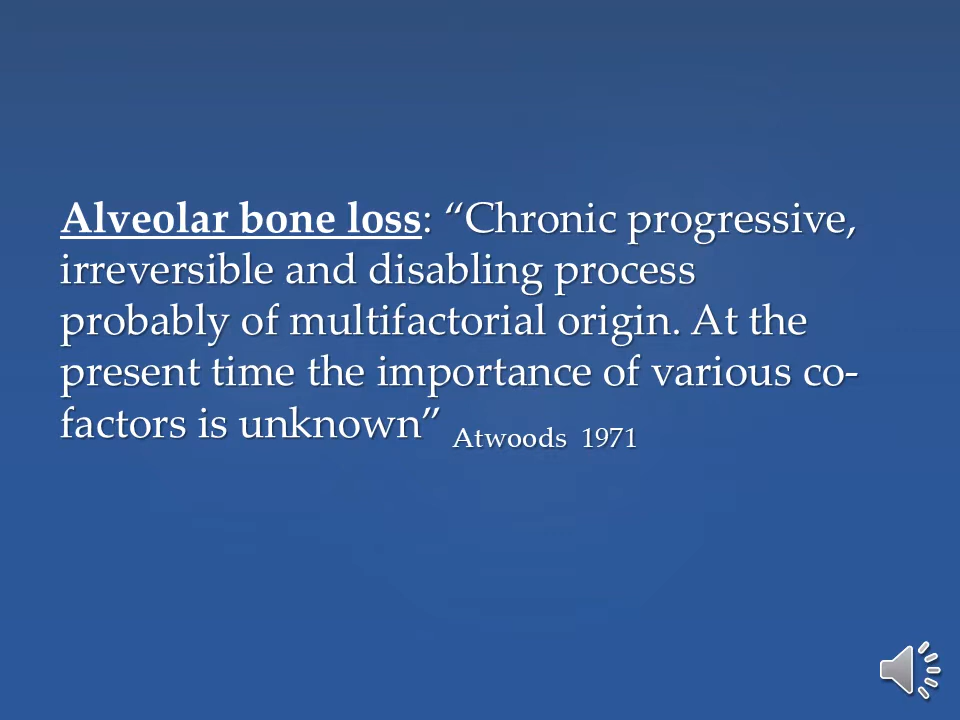 Alveolar bone loss: “Chronic progressive,
irreversible and disabling process
probably of multifactorial origin. At the
present time the importance of various co-
factors is unknown” Atwoods 1971